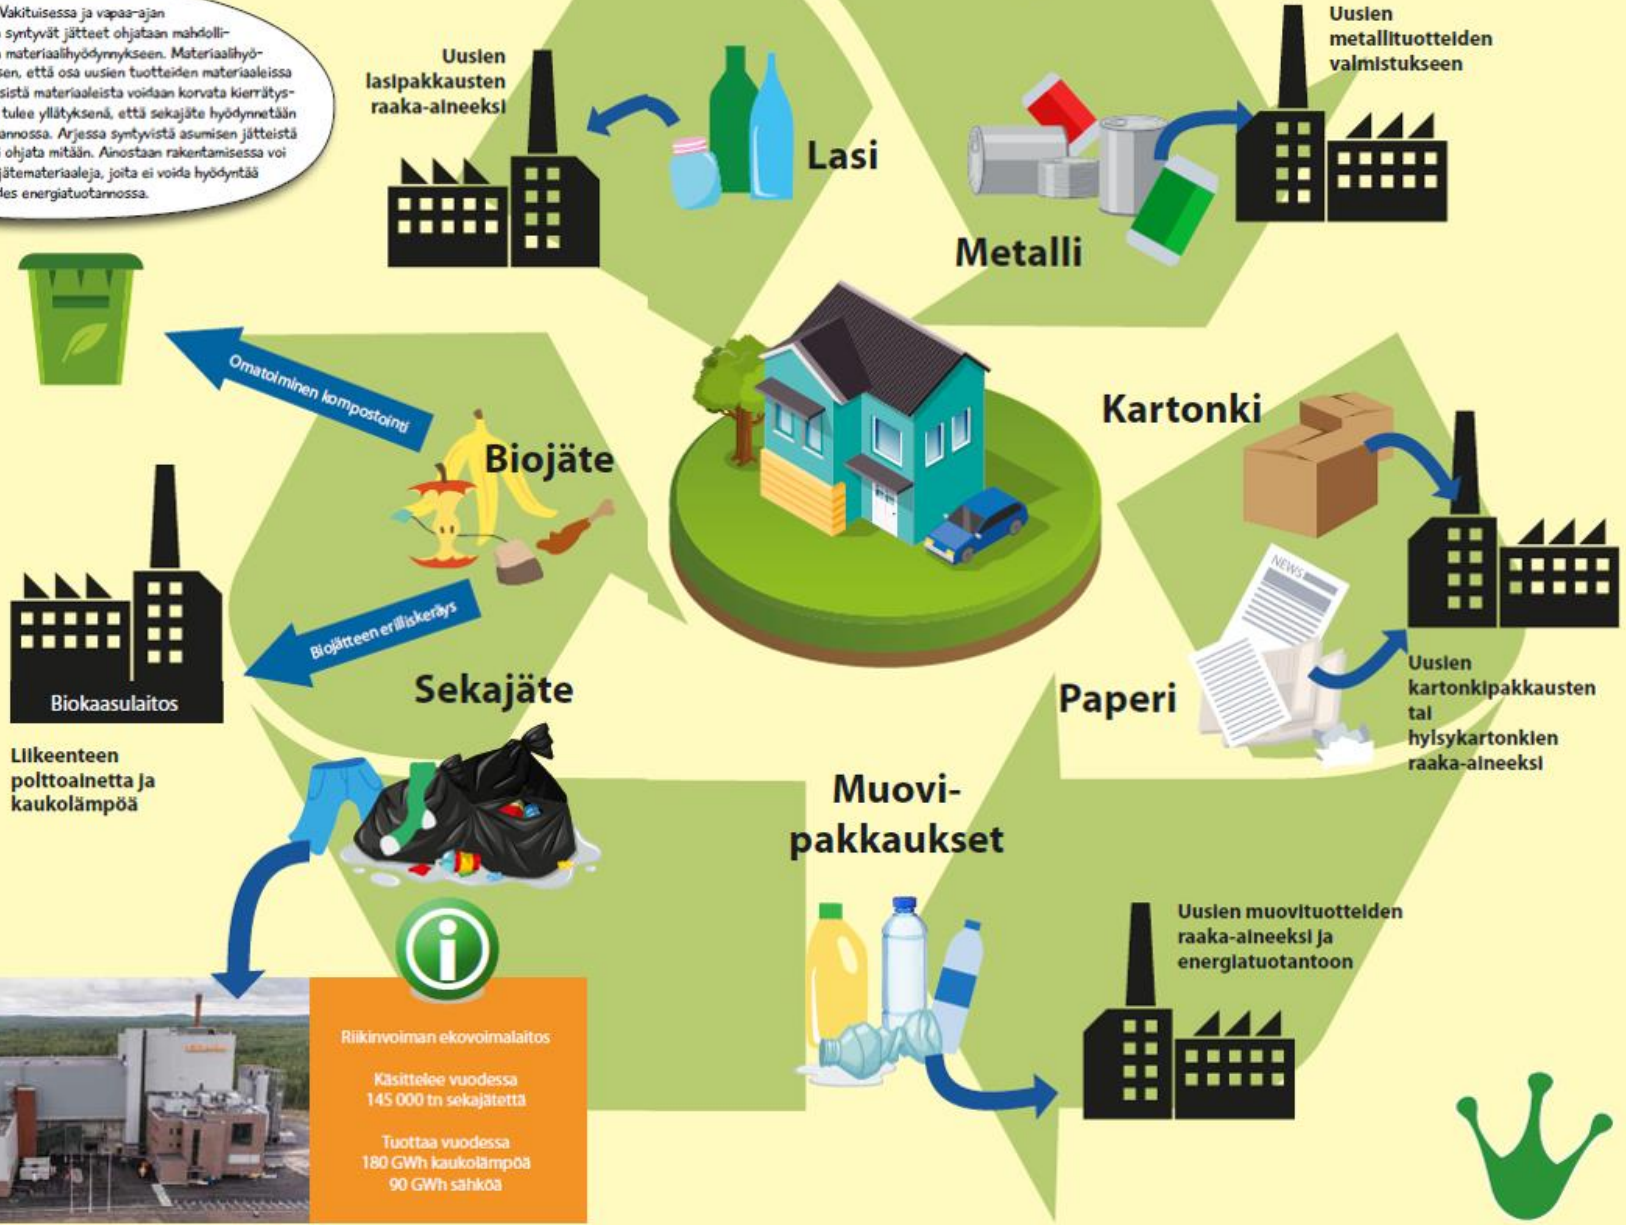 Vakituisessa ja vapaa-ajan
syntyvät jätteet ohjataan mahdolli-
materiaalihyödynnykseen. Materiaalihyö-
sen, että osa uusien tuotteiden materiaaleissa
sistä materiaaleista voidaan korvata kierrätys-
tulee yllätyksenä, että sekajäte hyödynnetään
annossa. Arjessa syntyvistä asumisen jätteistä
i ohjata mitään. Ainostaan rakentamisessa voi
jätemateriaaleja, joita ei voida hyödyntää
des energiatuotannossa.
Uusien
lasipakkausten
raaka-aineeksi
Lasi
Uusien
metallituotteiden
valmistukseen
Metalli
Omatoiminen kompostointi
Biojäte
Biojätteen erilliskeräys
Biokaasulaitos
Liikeenteen
polttoainetta ja
kaukolämpöä
Kartonki
NEWS
Paperi
Uusien
kartonkipakkausten
tai
hylsykartonkien
raaka-aineeksi
Sekajäte
Muovi-
pakkaukset
Uusien muovituotteiden
raaka-aineeksi ja
energiatuotantoon
Riikinvoiman ekovoimalaitos
Käsittelee vuodessa
145 000 tn sekajätettä
Tuottaa vuodessa
180 GWh kaukolämpöä
90 GWh sähköä